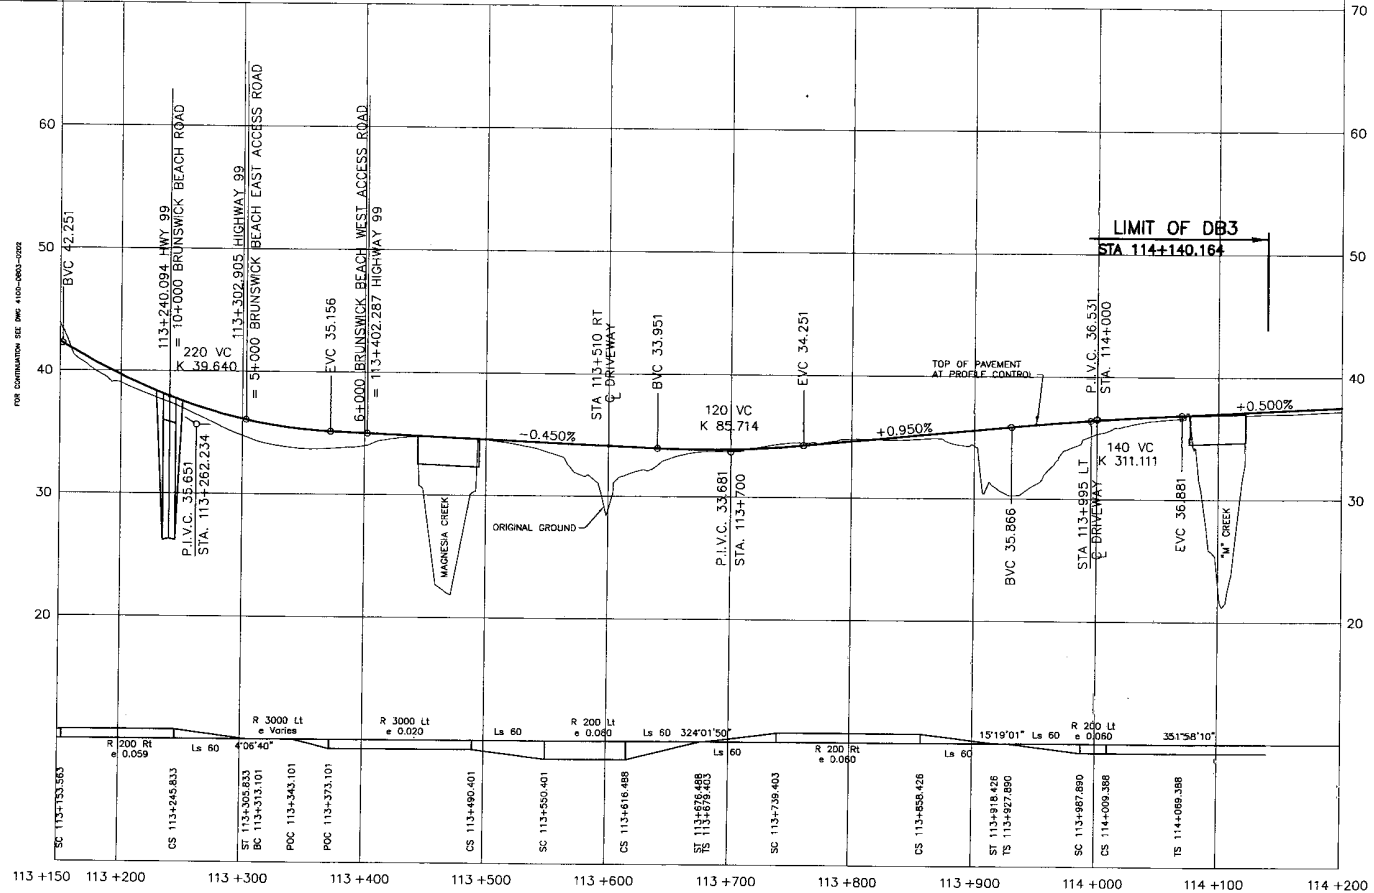 70
60
60
50
50
40
40
30
30
20
20
FOR CONTINUATION SEE DWG 4100-DB03-0202
BVC 42.251
113+240.094 HWY 99
= 10+000 BRUNSWICK BEACH ROAD
113+302.905 HIGHWAY 99
= 5+000 BRUNSWICK BEACH EAST ACCESS ROAD
220 VC
K 39.640
P.I.V.C. 35.651
STA. 113+262.234
EVC 35.156
6+000 BRUNSWICK BEACH WEST ACCESS ROAD
= 113+402.287 HIGHWAY 99
MAGNESIA CREEK
-0.450%
ORIGINAL GROUND
STA 113+510 RT
℄ DRIVEWAY
BVC 33.951
120 VC
K 85.714
P.I.V.C. 33.681
STA. 113+700
EVC 34.251
+0.950%
TOP OF PAVEMENT
AT PROFILE CONTROL
BVC 35.866
STA 113+995 LT
℄ DRIVEWAY
P.I.V.C. 36.531
STA. 114+000
140 VC
K 311.111
EVC 36.881
"M" CREEK
+0.500%
LIMIT OF DB3
STA 114+140.164
R 200 Rt
e 0.059
Ls 60
4°06'40"
R 3000 Lt
e Varies
R 3000 Lt
e 0.020
Ls 60
R 200 Lt
e 0.060
Ls 60
324°01'50"
Ls 60
R 200 Rt
e 0.060
Ls 60
15°19'01"
Ls 60
R 200 Lt
e 0.060
351°58'10"
SC 113+153.563
CS 113+245.833
ST 113+305.833
BC 113+313.101
POC 113+343.101
POC 113+373.101
CS 113+490.401
SC 113+550.401
CS 113+616.488
ST 113+676.488
TS 113+679.403
SC 113+739.403
CS 113+858.426
ST 113+918.426
TS 113+927.890
SC 113+987.890
CS 114+009.388
TS 114+069.388
113 +150
113 +200
113 +300
113 +400
113 +500
113 +600
113 +700
113 +800
113 +900
114 +000
114 +100
114 +200